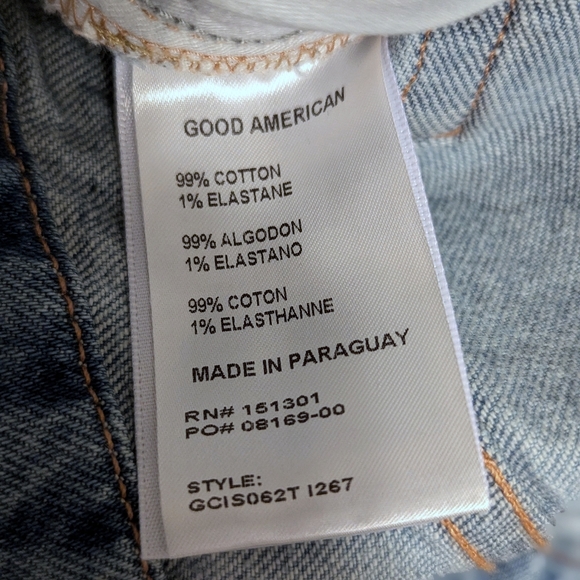 GOOD AMERICAN
99% COTTON
1% ELASTANE
99% ALGODON
1% ELASTANO
99% COTON
1% ELASTHANNE
MADE IN PARAGUAY
RN# 151301
PO# 08169-00
STYLE:
GCIS062T I267